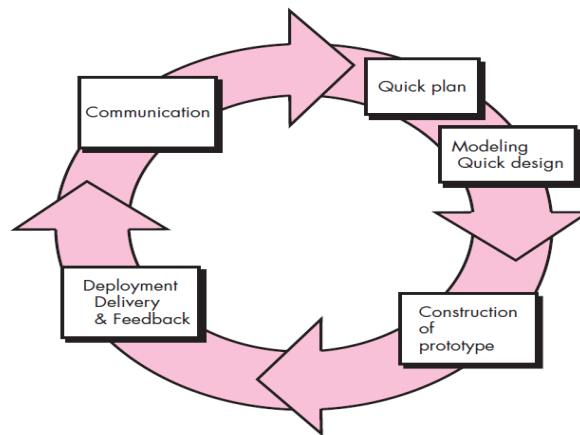 Communication
Quick plan
Modeling
Quick design
Construction
of
prototype
Deployment
Delivery
& Feedback